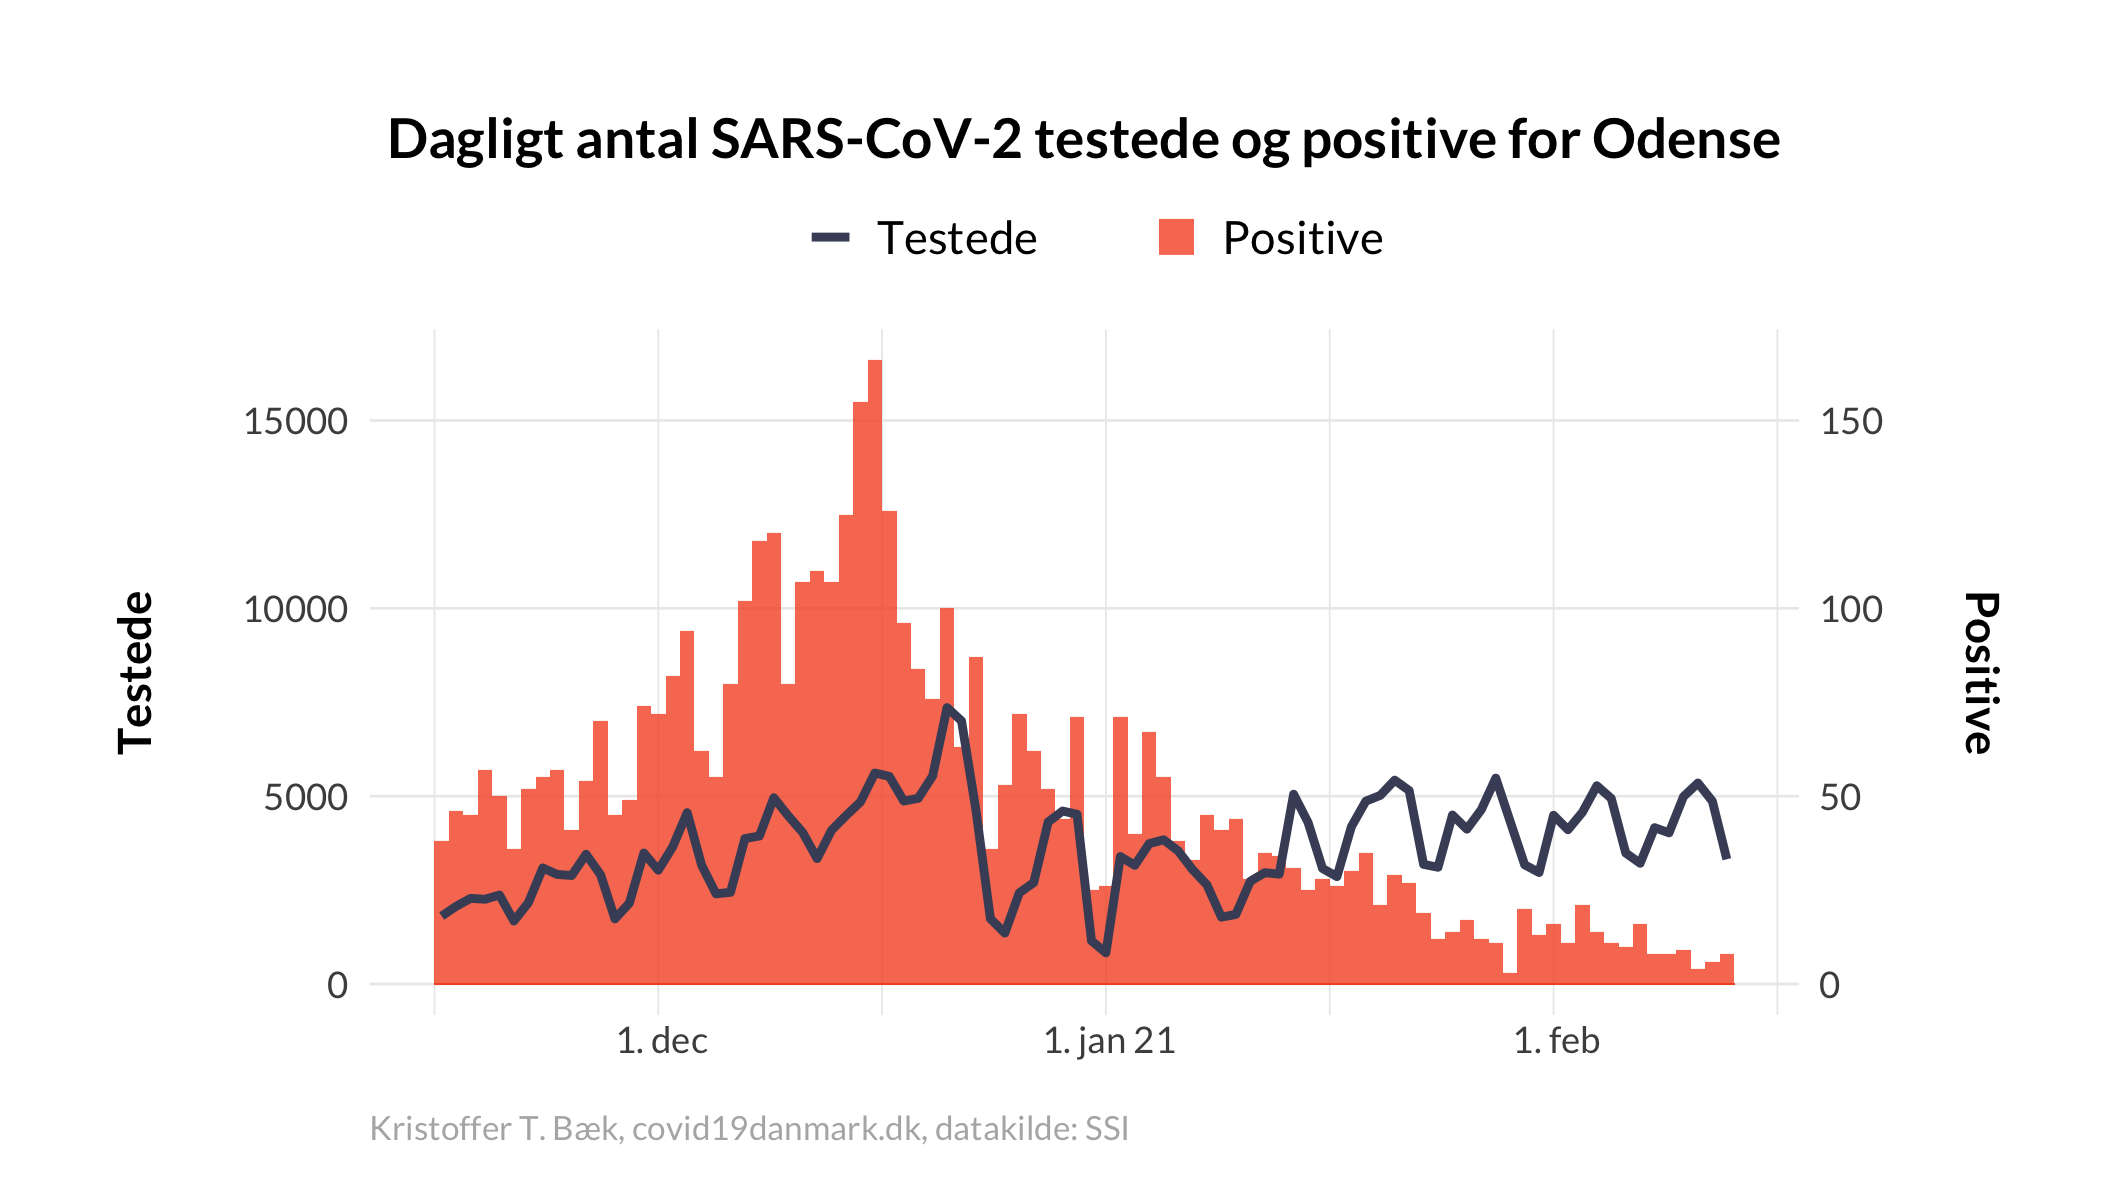 Dagligt antal SARS-CoV-2 testede og positive for Odense
Testede
Positive
15000
10000
5000
0
150
100
50
0
Testede
Positive
1. dec
1. jan 21
1. feb
Kristoffer T. Bæk, covid19danmark.dk, datakilde: SSI